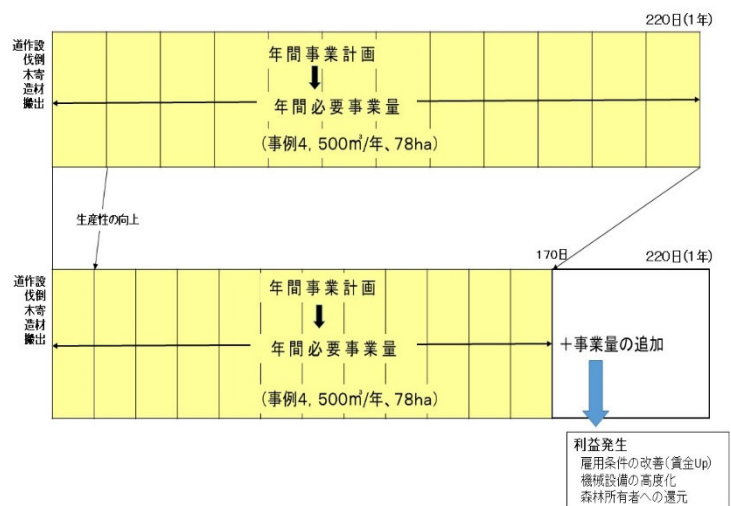 220日(1年)
道作設
伐倒
木寄
造材
搬出
年間事業計画
年間必要事業量
(事例4, 500㎥/年、78ha)
生産性の向上
170日
220日(1年)
道作設
伐倒
木寄
造材
搬出
年間事業計画
年間必要事業量
(事例4, 500㎥/年、78ha)
＋事業量の追加
利益発生
雇用条件の改善(賃金Up)
機械設備の高度化
森林所有者への還元